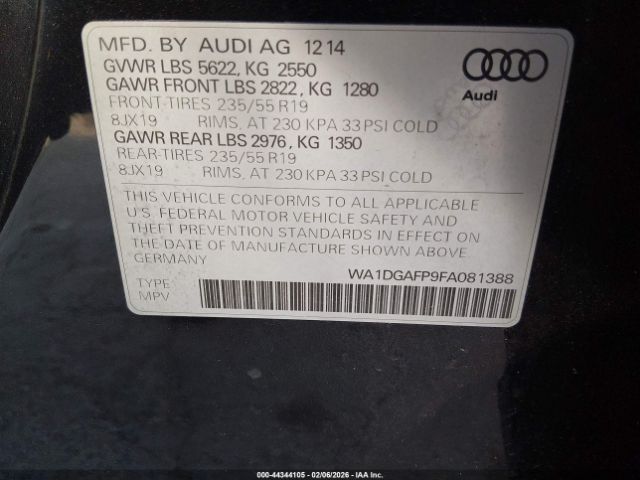 MFD. BY AUDI AG 12 14
GVWR LBS 5622, KG 2550
GAWR FRONT LBS 2822, KG 1280
FRONT-TIRES 235/55 R19
8JX19 RIMS, AT 230 KPA 33 PSI COLD
GAWR REAR LBS 2976, KG 1350
REAR-TIRES 235/55 R19
8JX19 RIMS, AT 230 KPA 33 PSI COLD
THIS VEHICLE CONFORMS TO ALL APPLICABLE
U.S. FEDERAL MOTOR VEHICLE SAFETY AND
THEFT PREVENTION STANDARDS IN EFFECT ON
THE DATE OF MANUFACTURE SHOWN ABOVE
GERMANY
WA1DGAFP9FA081388
TYPE
MPV
Audi
000-44344105 - 02/06/2026 - IAA Inc.